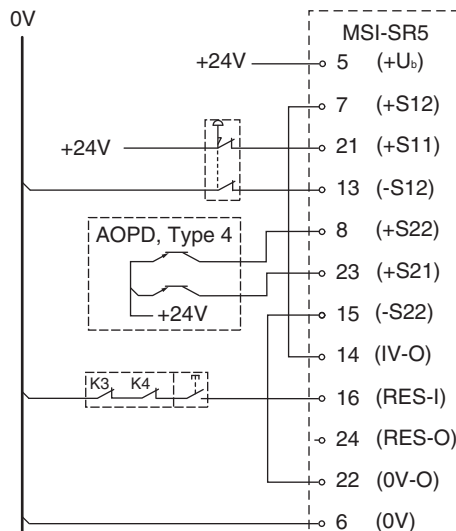 0V
MSI-SR5
+24V 5 (+Ub)
7 (+S12)
+24V 21 (+S11)
13 (-S12)
8 (+S22)
AOPD, Type 4
23 (+S21)
+24V
15 (-S22)
14 (IV-O)
K3 K4
16 (RES-I)
24 (RES-O)
22 (0V-O)
6 (0V)